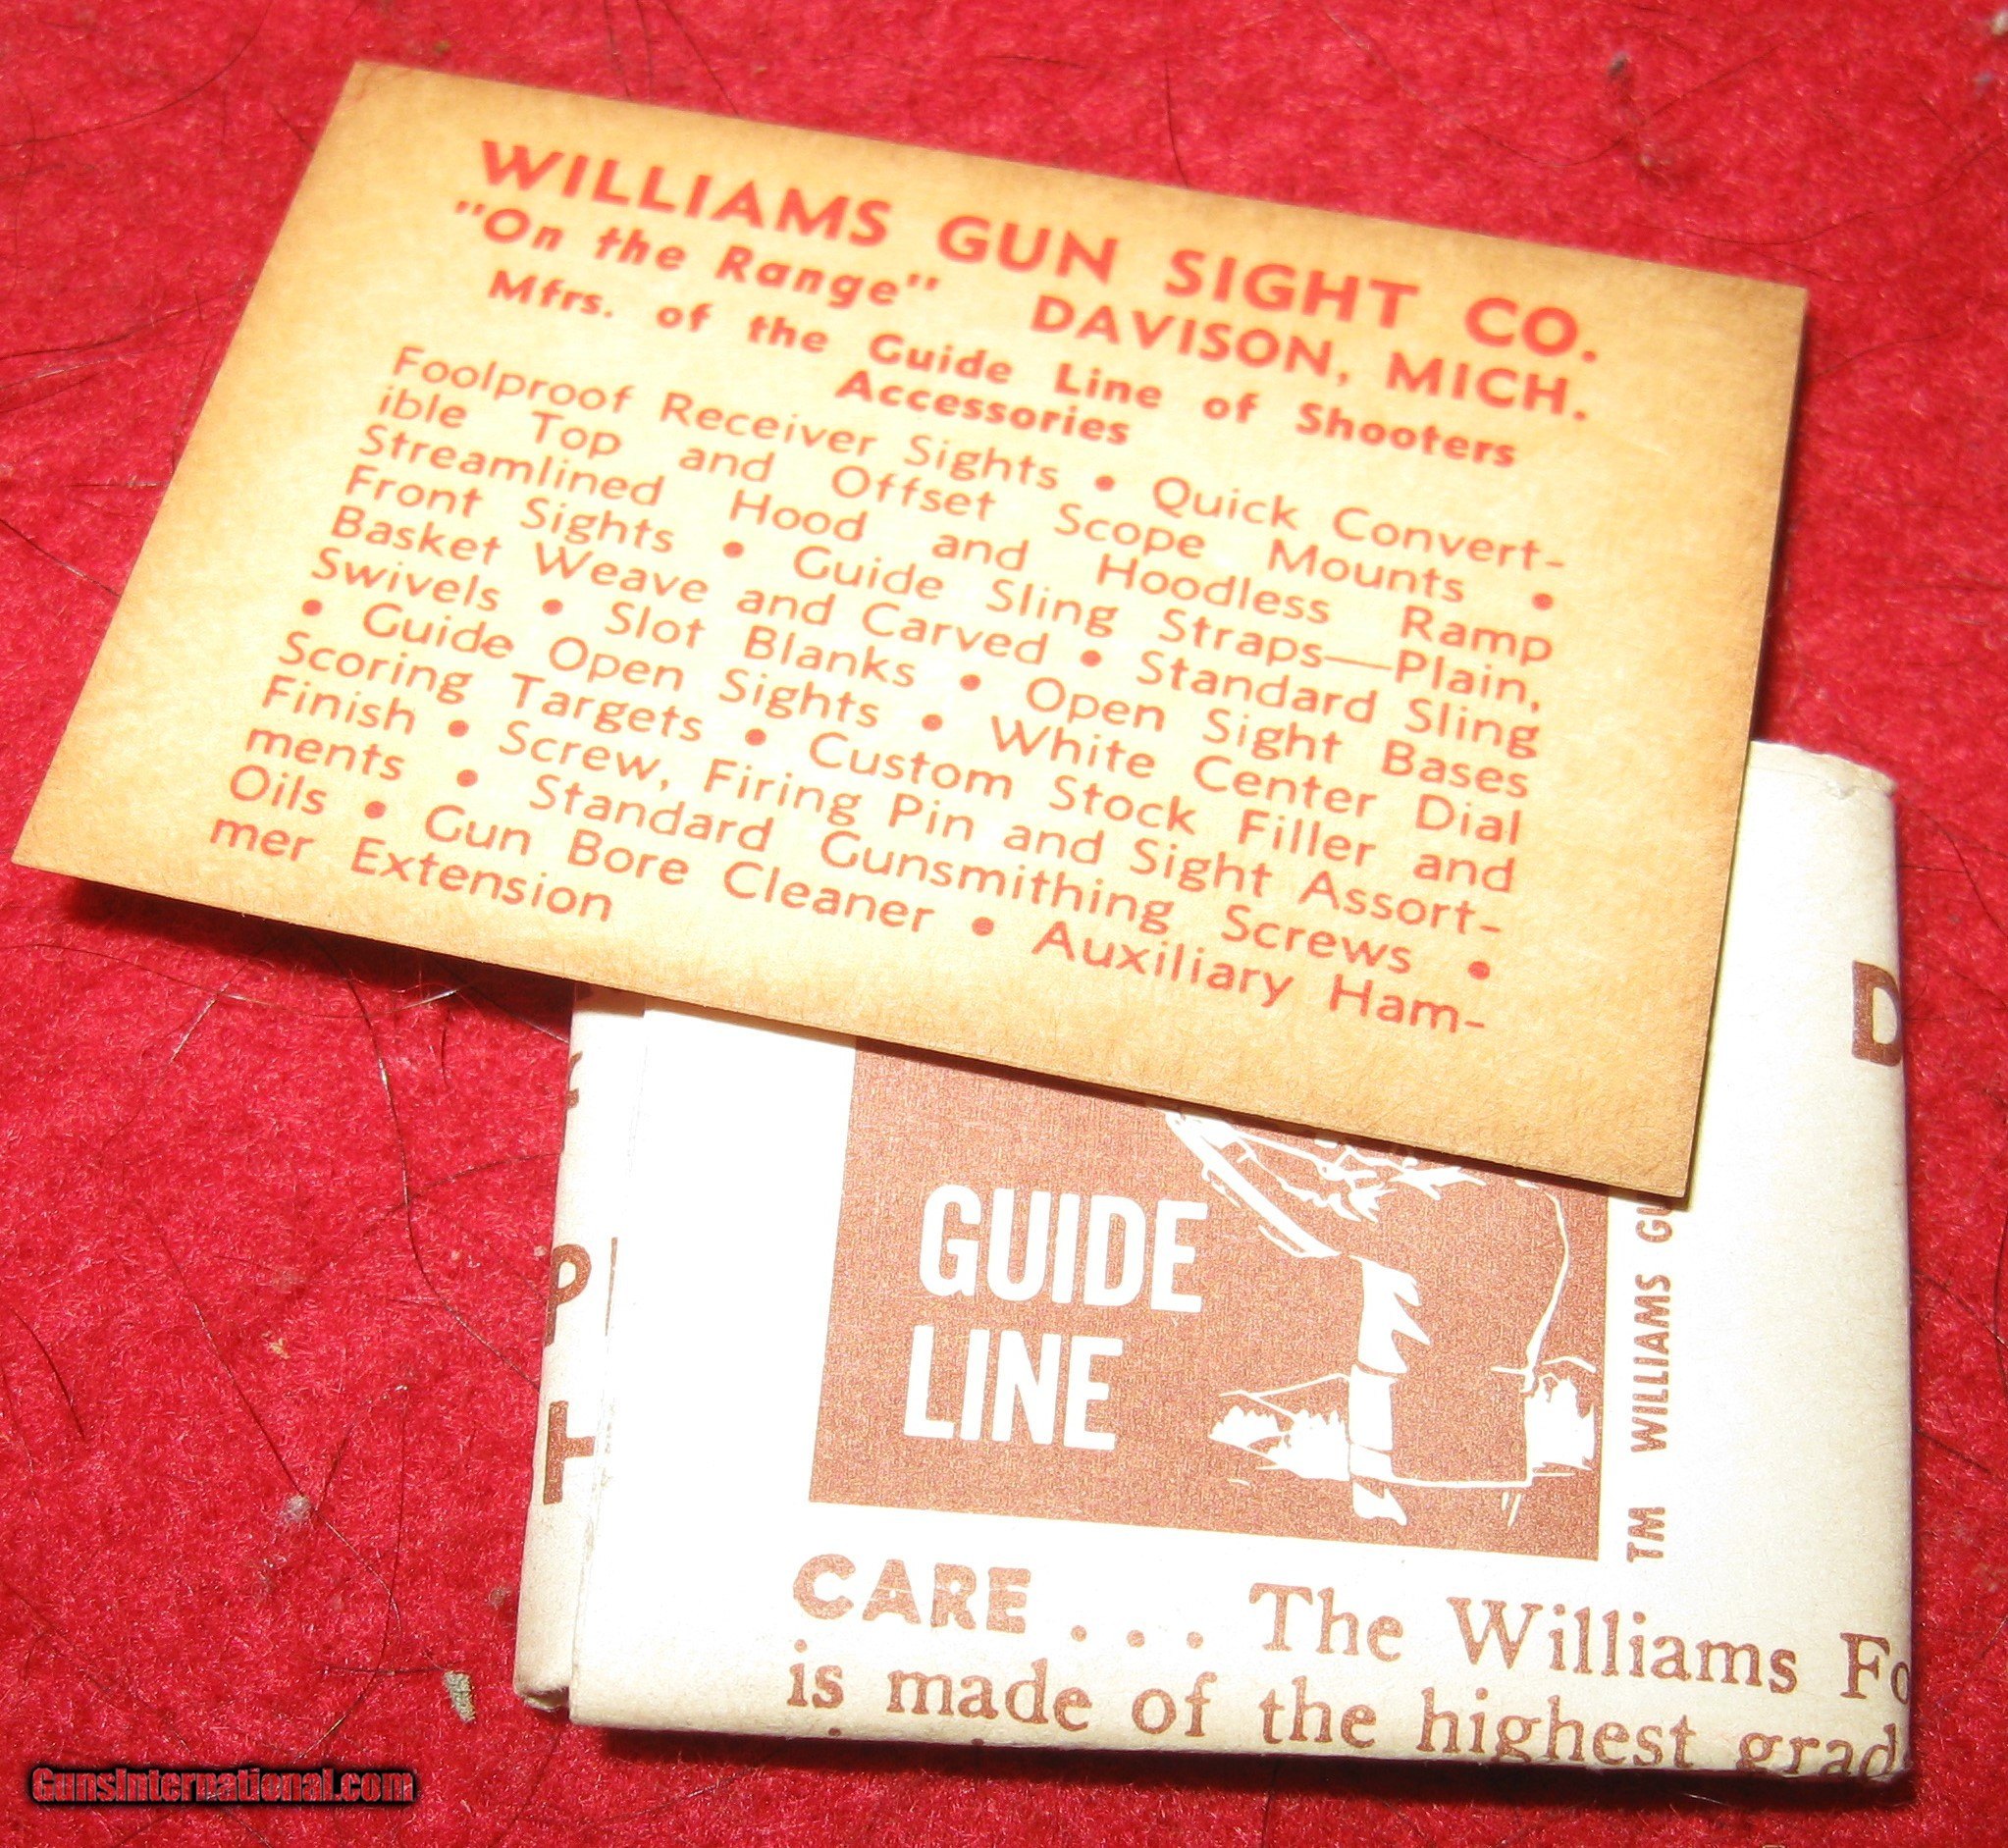 WILLIAMS GUN SIGHT CO.
"On the Range" DAVISON, MICH.
Mfrs. of the Guide Line of Shooters
Accessories
Foolproof Receiver Sights • Quick Convert-
ible Top and Offset Scope Mounts •
Streamlined Hood and Hoodless Ramp
Front Sights • Guide Sling Straps—Plain,
Basket Weave and Carved • Standard Sling
Swivels • Slot Blanks • Open Sight Bases
• Guide Open Sights • White Center Dial
Scoring Targets • Custom Stock Filler and
Finish • Screw, Firing Pin and Sight Assort-
ments • Standard Gunsmithing Screws •
Oils • Gun Bore Cleaner • Auxiliary Ham-
mer Extension
D
P
H
GUIDE
LINE
TM WILLIAMS GU
CARE . . . The Williams Fo
is made of the highest grad
GunsInternational.com